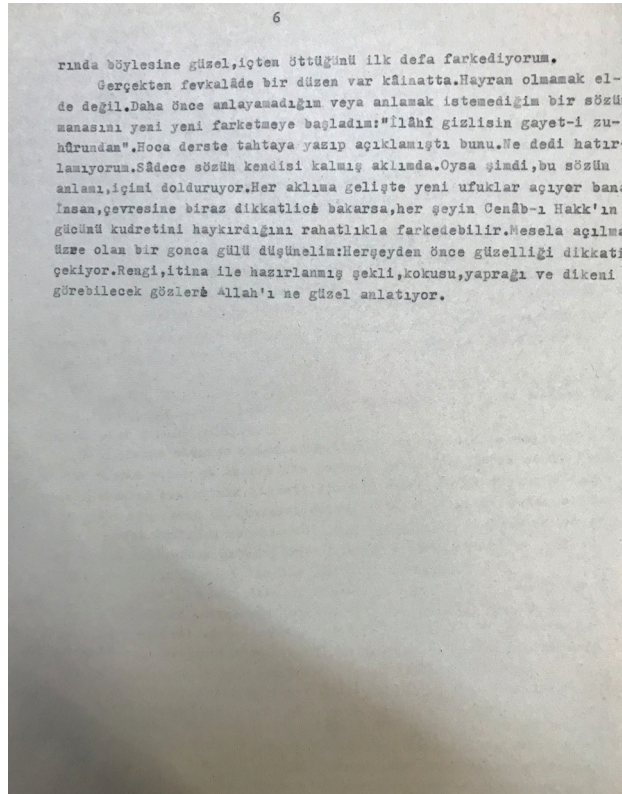 6
rında böylesine güzel,içten öttüğünü ilk defa farkediyorum.
Gerçekten fevkalâde bir düzen var kâinatta.Hayran olmamak el-
de değil.Daha önce anlayamadığım veya anlamak istemediğim bir sözü
manasını yeni yeni farketmeye başladım:"İlâhî gizlisin gayet-i zu-
hûrundan".Hoca derste tahtaya yazıp açıklamıştı bunu.Ne dedi hatır-
lamıyorum.Sâdece sözün kendisi kalmış aklımda.Oysa şimdi,bu sözün
anlamı,içimi dolduruyor.Her aklıma gelişte yeni ufuklar açıyor bana
İnsan,çevresine biraz dikkatlice bakarsa,her şeyin Cenâb-ı Hakk'ın
gücünü kudretini haykırdığını rahatlıkla farkedebilir.Mesela açılma
üzre olan bir gonca gülü düşünelim:Herşeyden önce güzelliği dikkati
çekiyor.Rengi,itina ile hazırlanmış şekli,kokusu,yaprağı ve dikeni
görebilecek gözlere Allah'ı ne güzel anlatıyor.